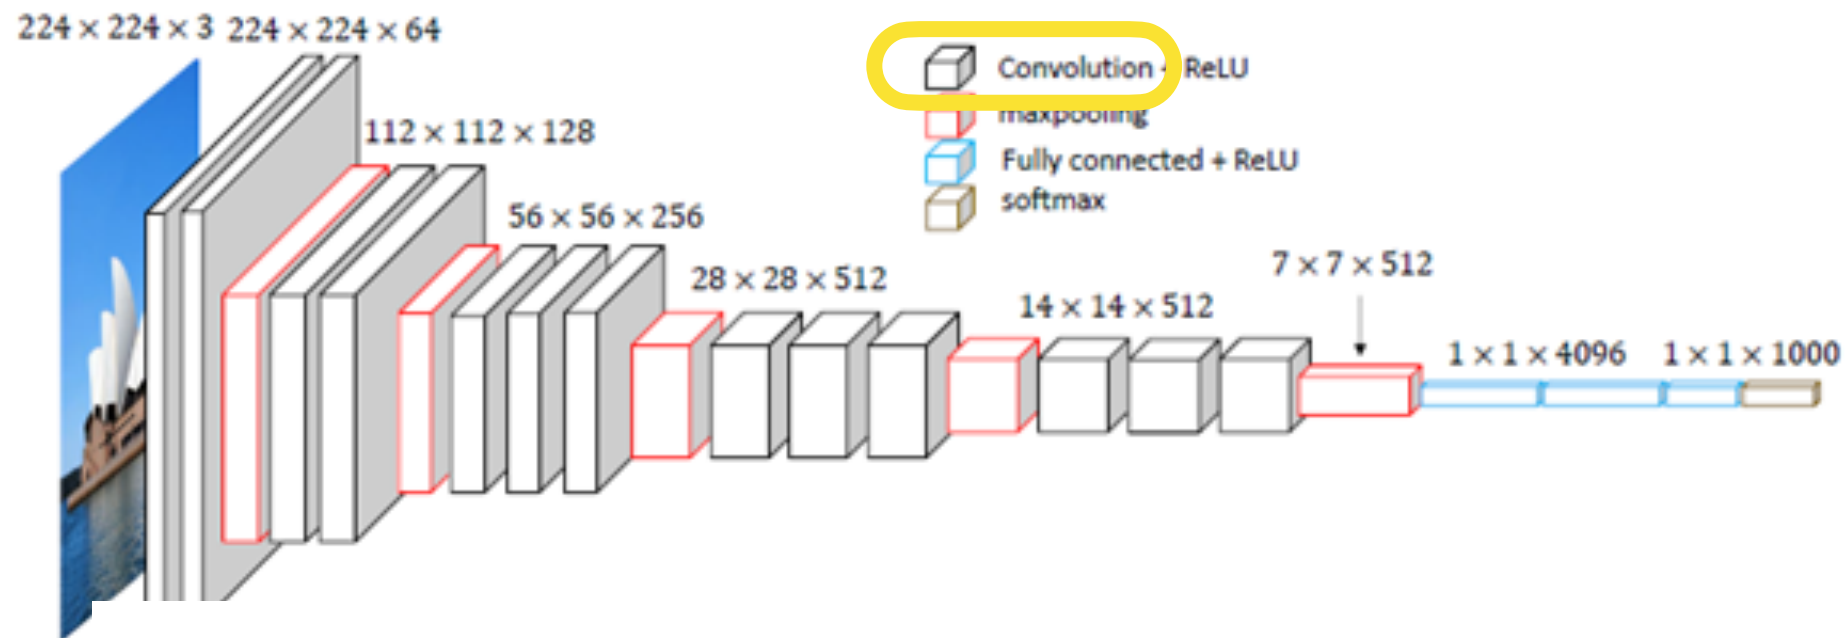 224 × 224 × 3 224 × 224 × 64
Convolution + ReLU
maxpooling
112 × 112 × 128
Fully connected + ReLU
softmax
56 × 56 × 256
28 × 28 × 512
7 × 7 × 512
14 × 14 × 512
1 × 1 × 4096 1 × 1 × 1000